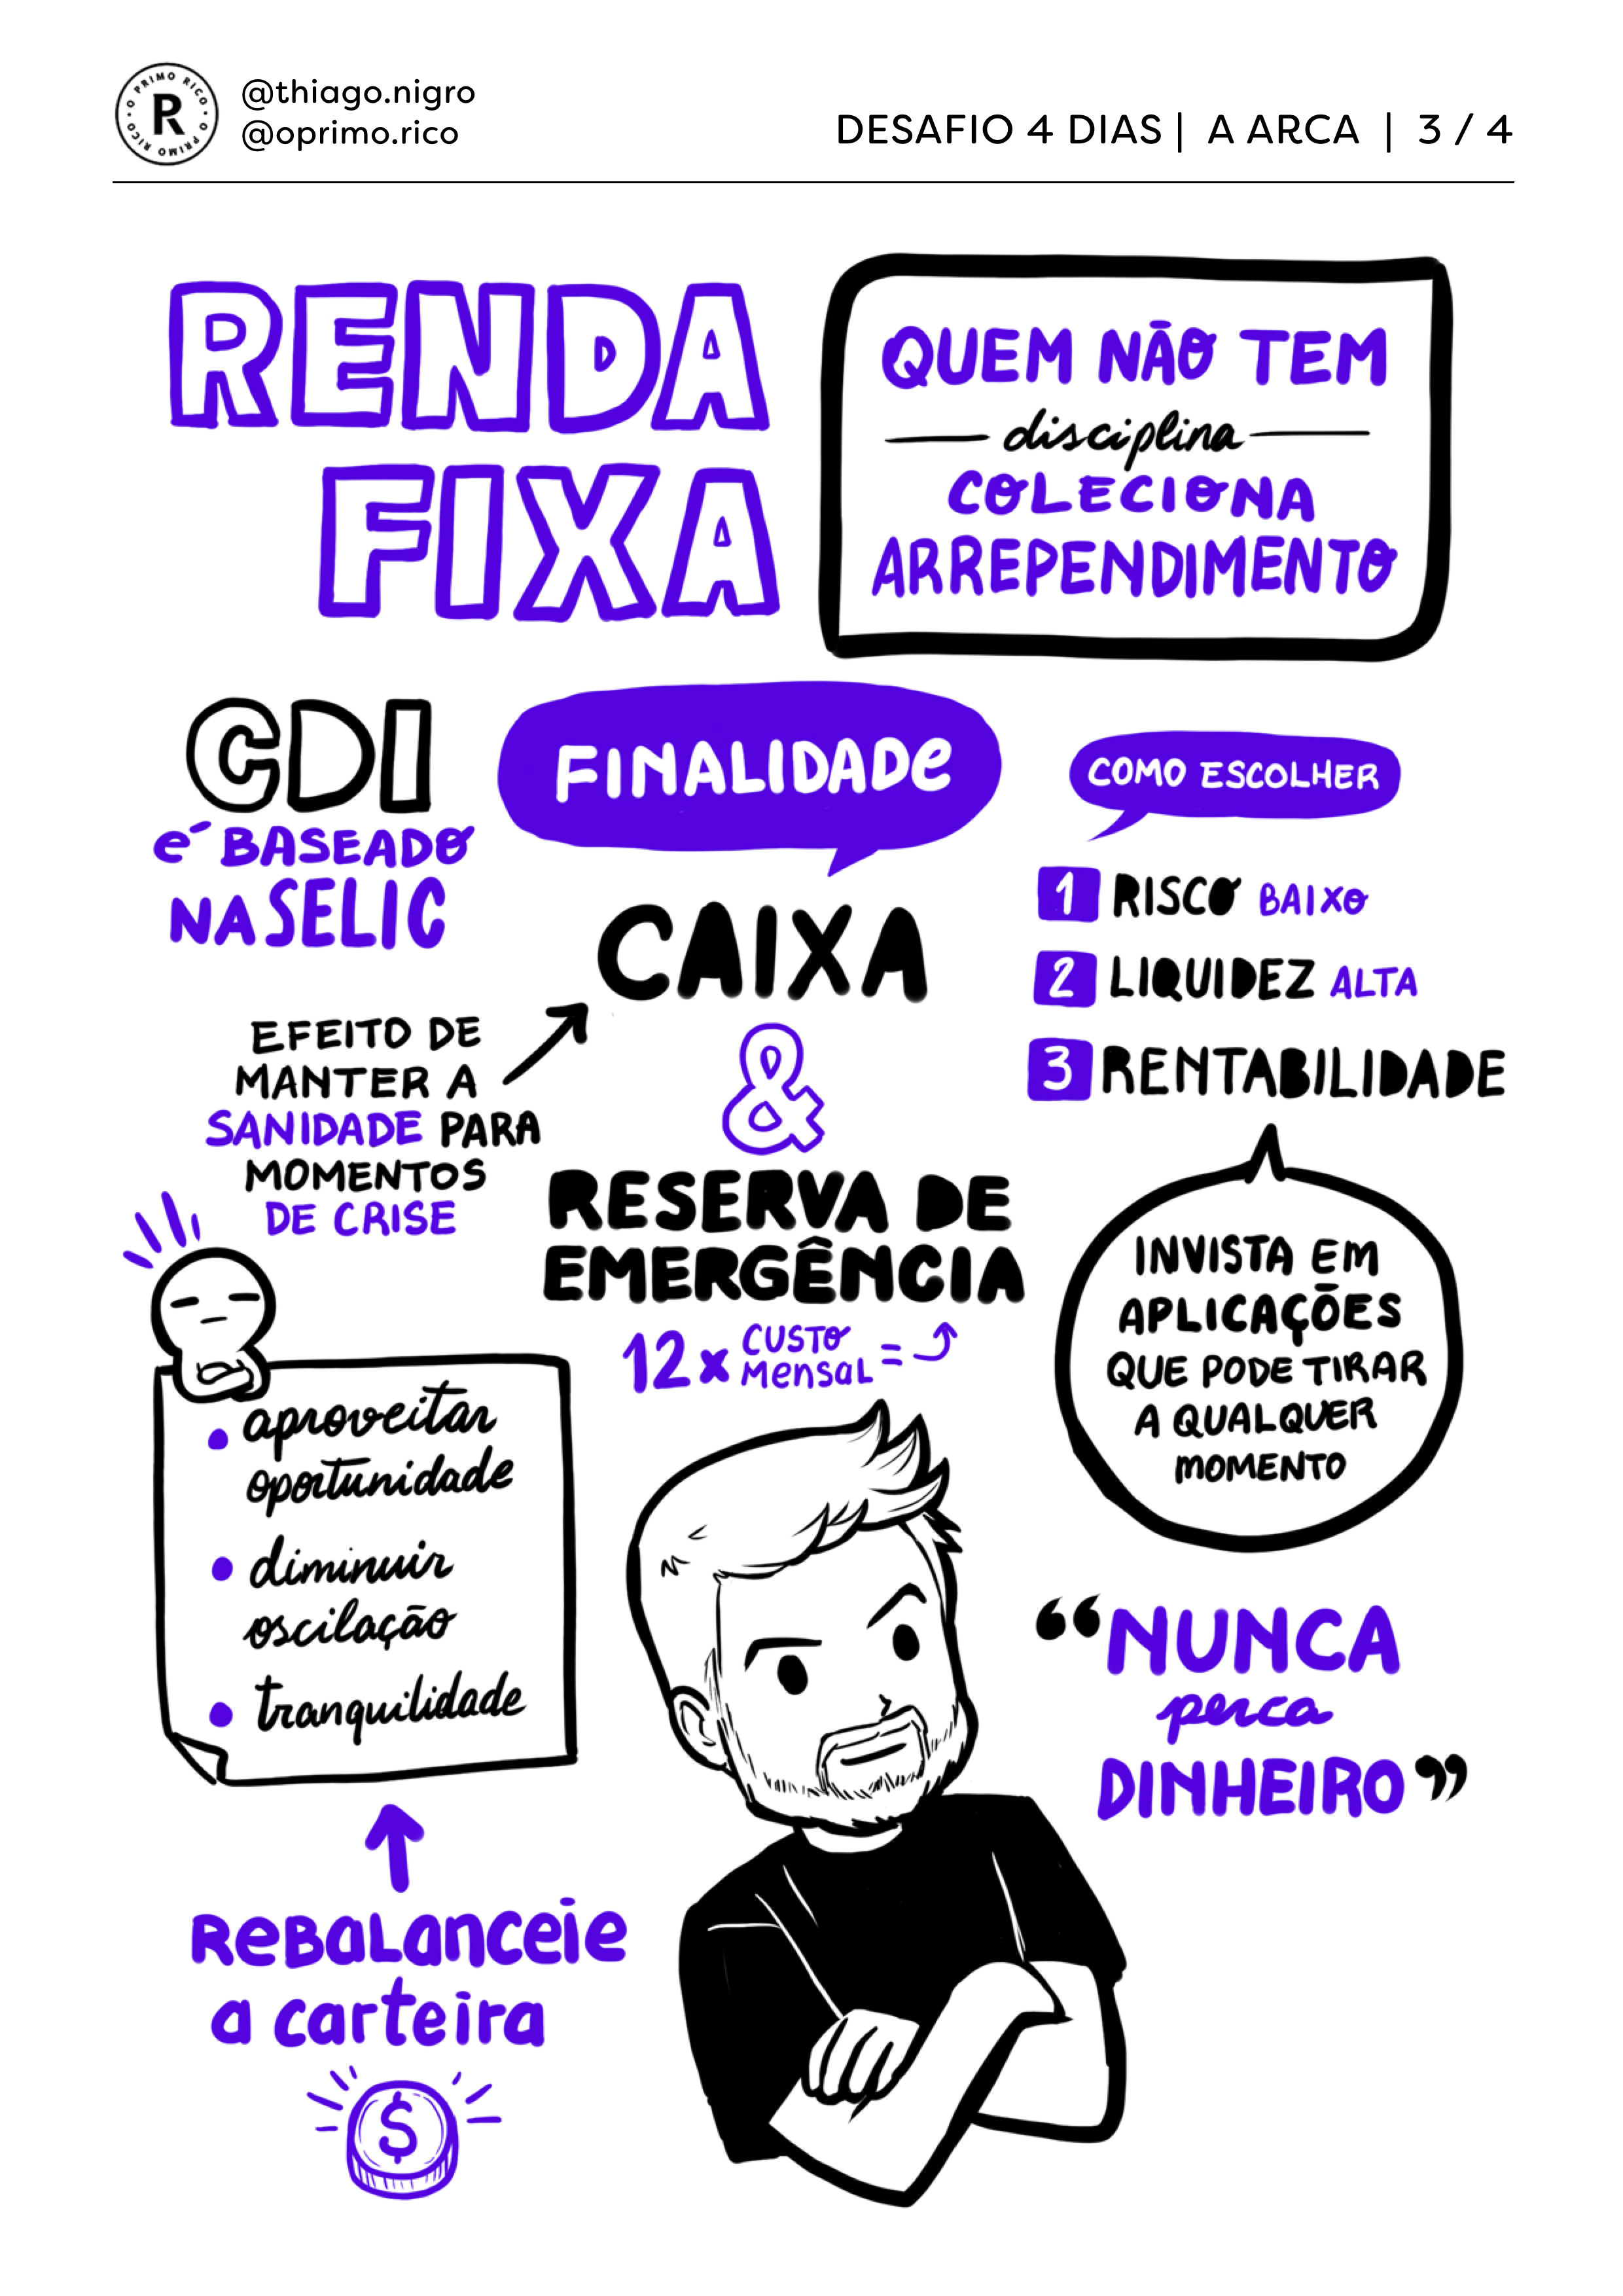 R
O PRIMO RICO · O PRIMO RICO ·
@thiago.nigro
@oprimo.rico
DESAFIO 4 DIAS | A ARCA | 3 / 4
RENDA
FIXA
QUEM NÃO TEM
disciplina
COLECIONA
ARREPENDIMENTO
CDI
é BASEADO
NA SELIC
FINALIDADE
CAIXA
&
RESERVA DE
EMERGÊNCIA
12 x CUSTO
MENSAL =
COMO ESCOLHER
1 RISCO BAIXO
2 LIQUIDEZ ALTA
3 RENTABILIDADE
INVISTA EM
APLICAÇÕES
QUE PODE TIRAR
A QUALQUER
MOMENTO
EFEITO DE
MANTER A
SANIDADE PARA
MOMENTOS
DE CRISE
• aproveitar
oportunidade
• diminuir
oscilação
• tranquilidade
Rebalanceie
a carteira
$
“NUNCA
perca
DINHEIRO”